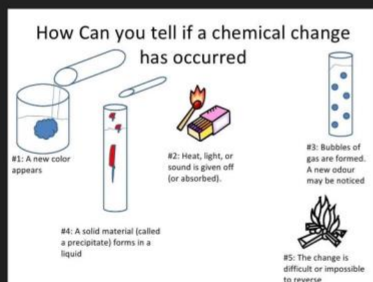 How Can you tell if a chemical change
has occurred
#1: A new color
appears
#2: Heat, light, or
sound is given off
(or absorbed).
#3: Bubbles of
gas are formed.
A new odour
may be noticed
#4: A solid material (called
a precipitate) forms in a
liquid
#5: The change is
difficult or impossible
to reverse